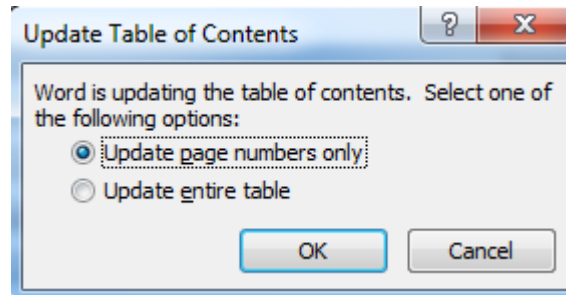 Update Table of Contents
Word is updating the table of contents. Select one of
the following options:
Update page numbers only
Update entire table
OK
Cancel